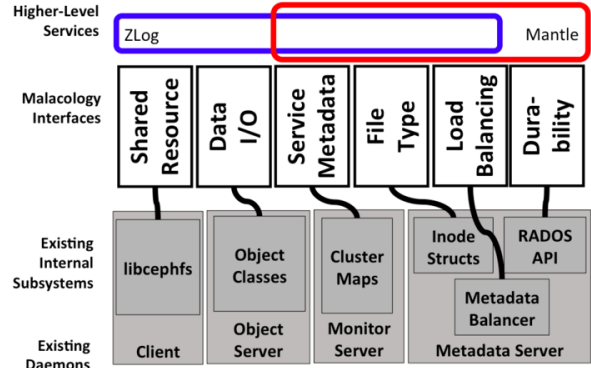 Higher-Level
Services
ZLog
Mantle
Malacology
Interfaces
Shared
Resource
Data
I/O
Service
Metadata
File
Type
Load
Balancing
Dura-
bility
Existing
Internal
Subsystems
libcephfs
Object
Classes
Cluster
Maps
Inode
Structs
RADOS
API
Metadata
Balancer
Existing
Daemons
Client
Object
Server
Monitor
Server
Metadata Server